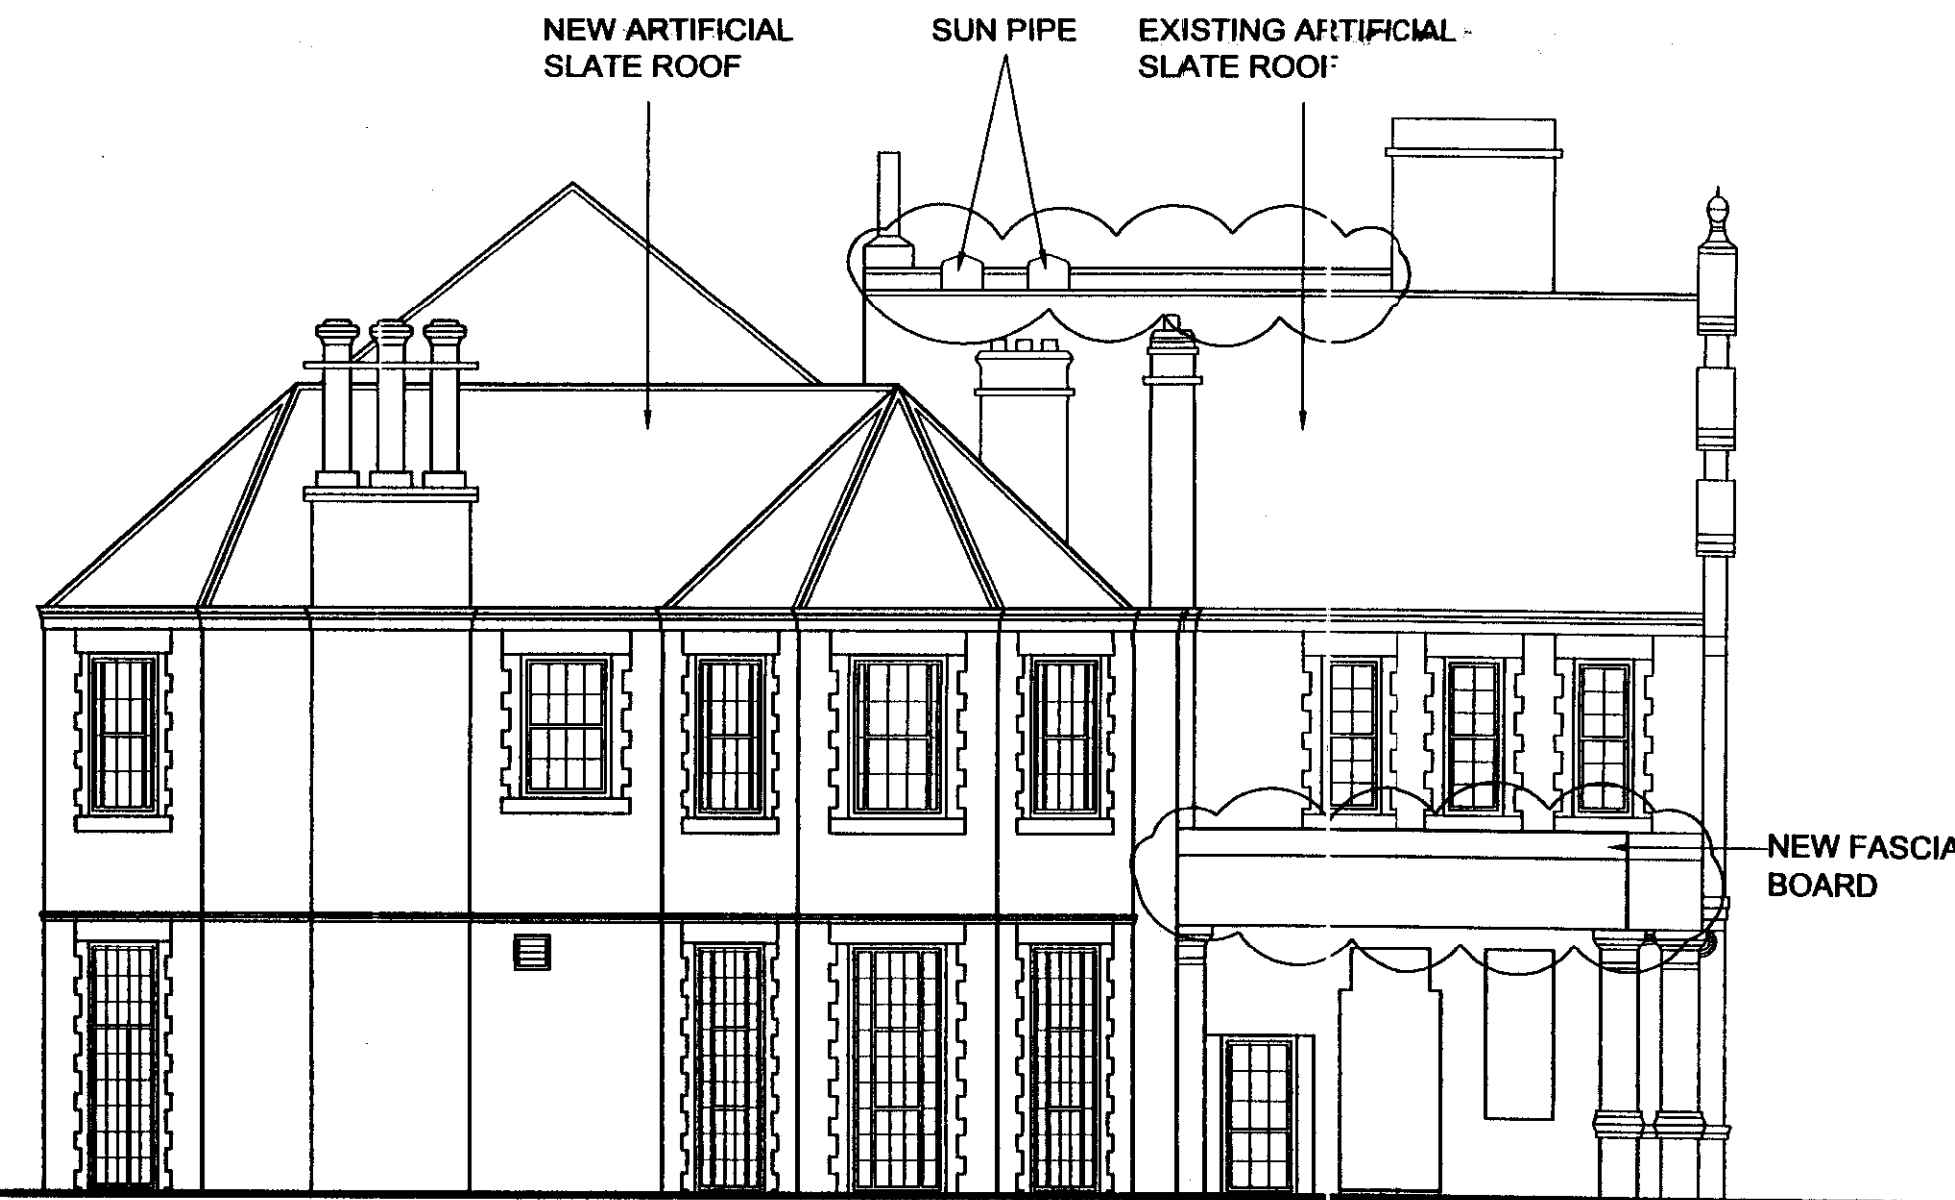 NEW ARTIFICIAL
SLATE ROOF
SUN PIPE
EXISTING ARTIFICIAL
SLATE ROOF
NEW FASCIA
BOARD